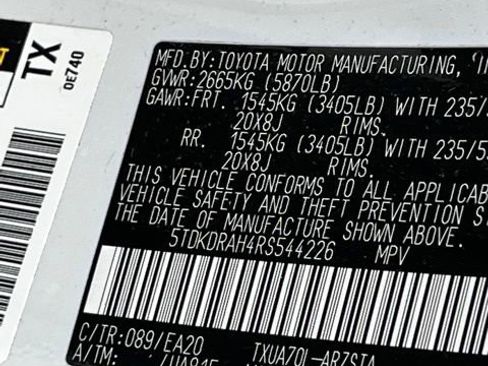 TX
0E740
MFD.BY:TOYOTA MOTOR MANUFACTURING,
GVWR:2665KG (5870LB)
GAWR:FRT. 1545KG (3405LB) WITH 235/
20X8J RIMS.
RR. 1545KG (3405LB) WITH 235/5
20X8J RIMS.
THIS VEHICLE CONFORMS TO ALL APPLICAB
VEHICLE SAFETY AND THEFT PREVENTION S
THE DATE OF MANUFACTURE SHOWN ABOVE.
5TDKDRAH4RS544226 MPV
C/TR:089/EA20 TXUA70L-ARZSTA
A/TM: